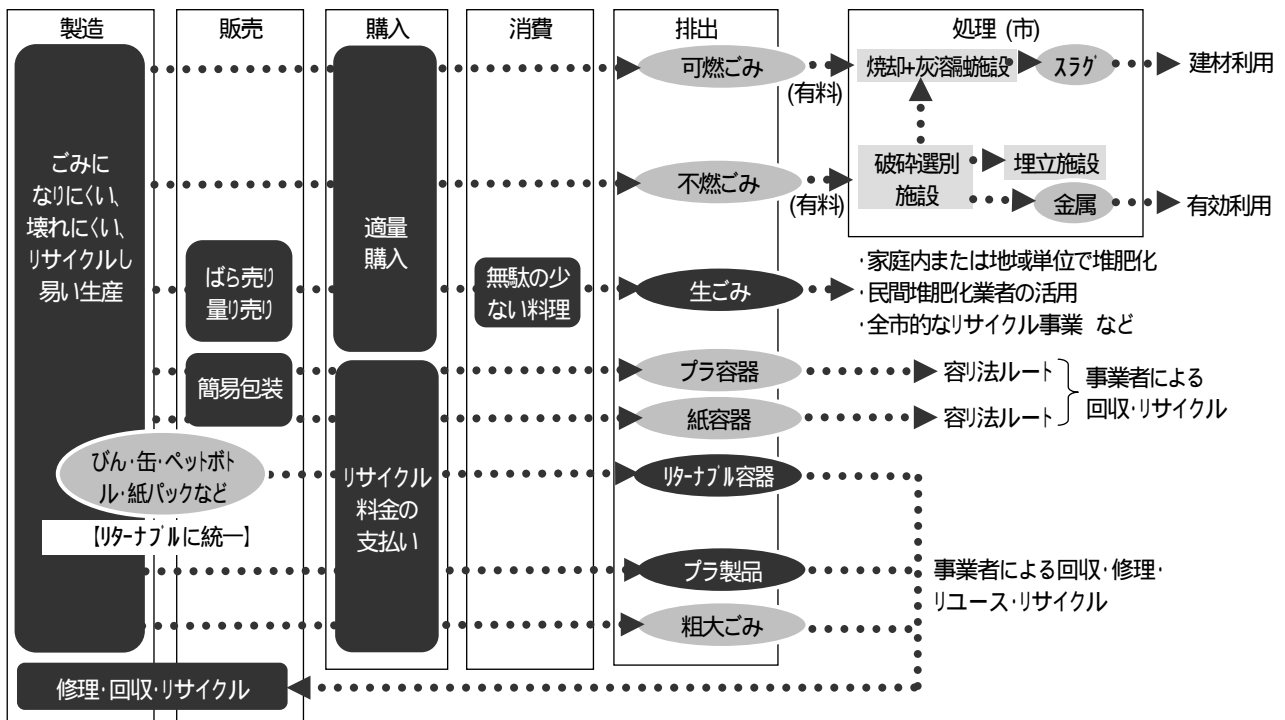 製造
販売
購入
消費
排出
処理 (市)
ごみに
なりにくい、
壊れにくい、
リサイクルし
易い生産
ばら売り
量り売り
簡易包装
びん・缶・ペットボト
ル・紙パックなど
【リターナブルに統一】
修理・回収・リサイクル
適量
購入
リサイクル
料金の
支払い
無駄の少
ない料理
可燃ごみ
(有料)
不燃ごみ
(有料)
生ごみ
プラ容器
紙容器
リターナブル容器
プラ製品
粗大ごみ
焼却+灰溶融施設
スラグ
建材利用
破砕選別
施設
埋立施設
金属
有効利用
・家庭内または地域単位で堆肥化
・民間堆肥化業者の活用
・全市的なリサイクル事業 など
容リ法ルート
容リ法ルート
事業者による
回収・リサイクル
事業者による回収・修理・
リユース・リサイクル